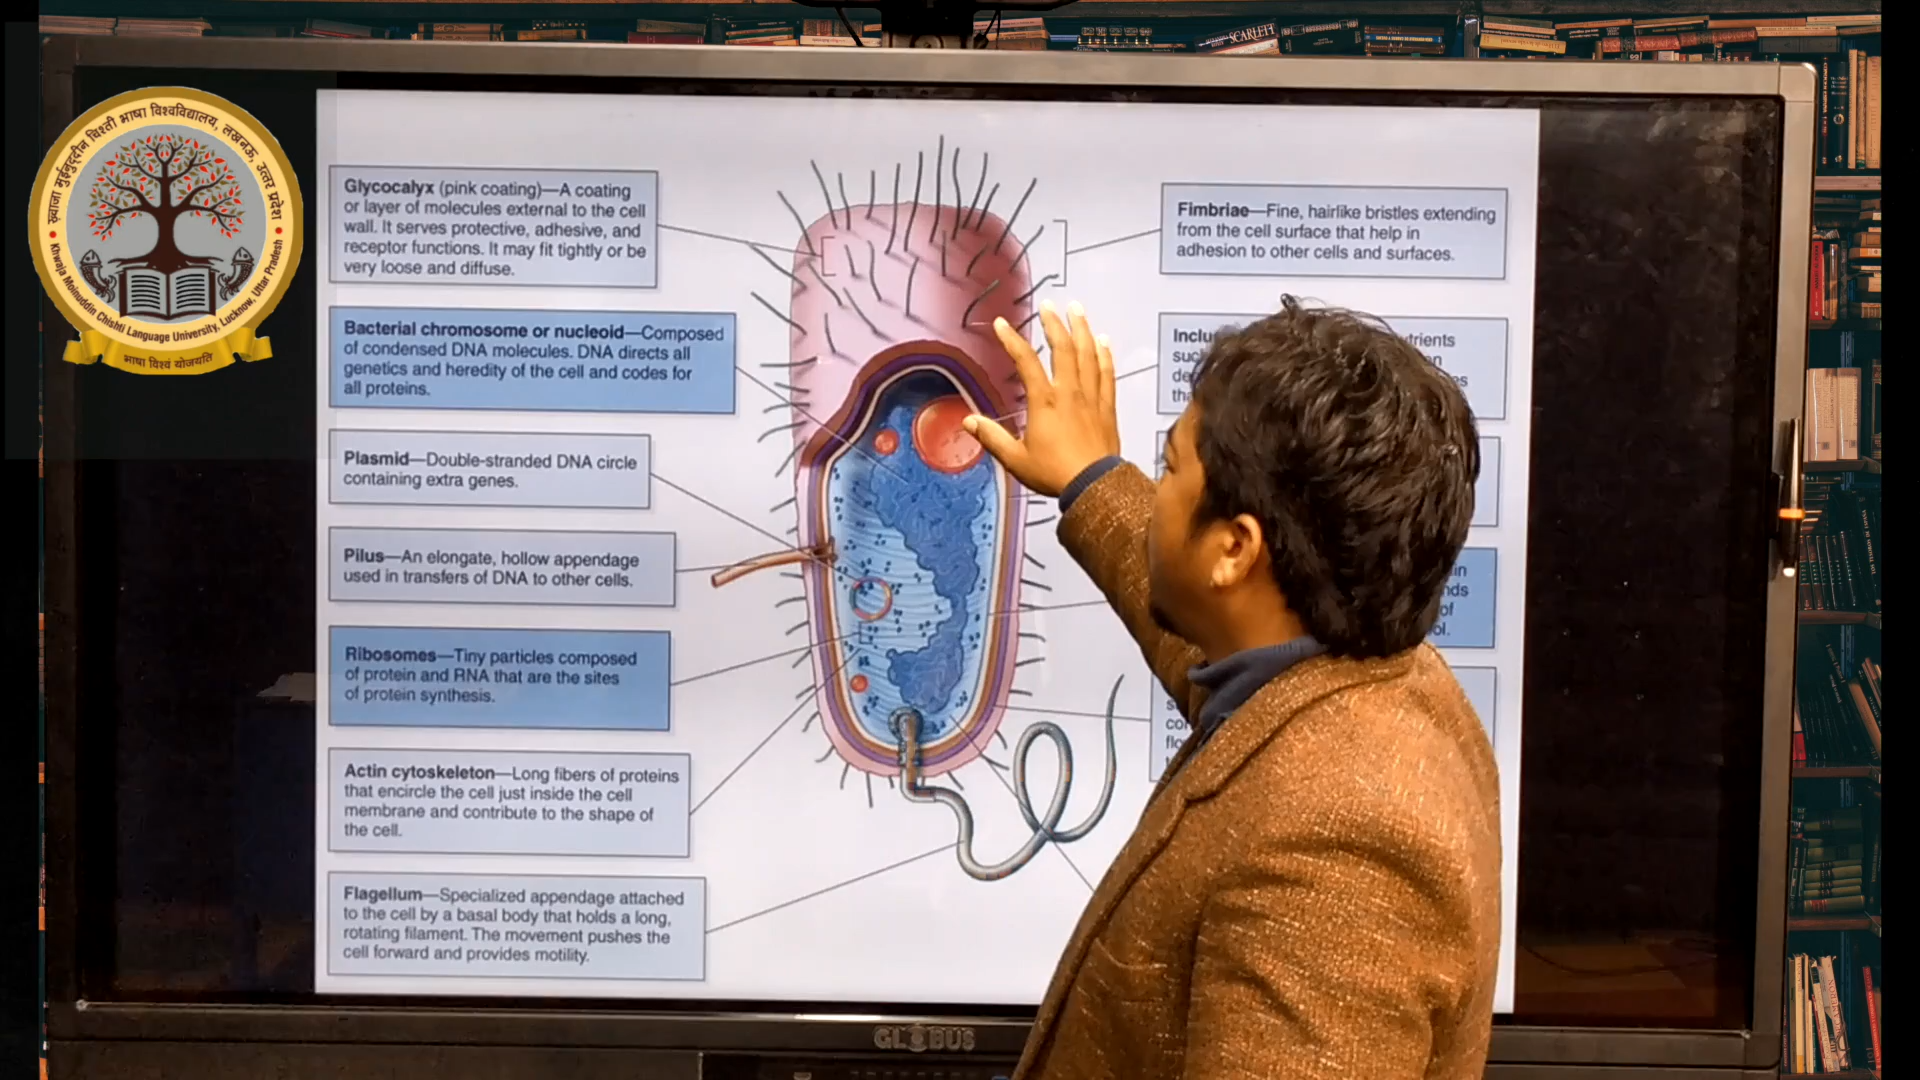 ख़्वाजा मुईनुद्दीन चिश्ती भाषा विश्वविद्यालय, लखनऊ, उत्तर प्रदेश
Khwaja Moinuddin Chishti Language University, Lucknow, Uttar Pradesh
भाषा विश्वं योजयति
SCARLETT
Glycocalyx (pink coating)—A coating
or layer of molecules external to the cell
wall. It serves protective, adhesive, and
receptor functions. It may fit tightly or be
very loose and diffuse.
Bacterial chromosome or nucleoid—Composed
of condensed DNA molecules. DNA directs all
genetics and heredity of the cell and codes for
all proteins.
Plasmid—Double-stranded DNA circle
containing extra genes.
Pilus—An elongate, hollow appendage
used in transfers of DNA to other cells.
Ribosomes—Tiny particles composed
of protein and RNA that are the sites
of protein synthesis.
Actin cytoskeleton—Long fibers of proteins
that encircle the cell just inside the cell
membrane and contribute to the shape of
the cell.
Flagellum—Specialized appendage attached
to the cell by a basal body that holds a long,
rotating filament. The movement pushes the
cell forward and provides motility.
Fimbriae—Fine, hairlike bristles extending
from the cell surface that help in
adhesion to other cells and surfaces.
of
GLOBUS